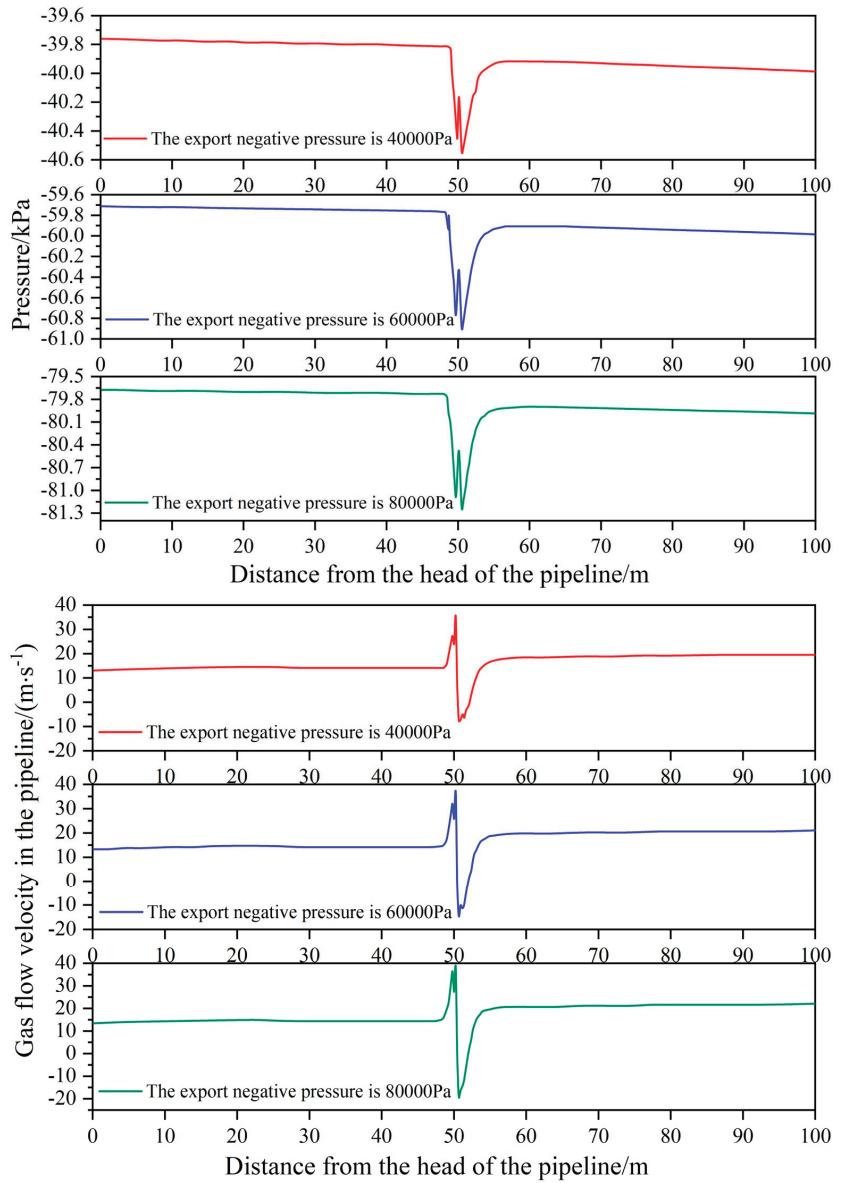 Pressure/kPa
-39.6
-39.8
-40.0
-40.2
-40.4
-40.6
The export negative pressure is 40000Pa
0 10 20 30 40 50 60 70 80 90 100
-59.6
-59.8
-60.0
-60.4
-60.6
-60.8
-61.0
The export negative pressure is 60000Pa
0 10 20 30 40 50 60 70 80 90 100
-79.5
-79.8
-80.1
-80.4
-80.7
-81.0
-81.3
The export negative pressure is 80000Pa
0 10 20 30 40 50 60 70 80 90 100
Distance from the head of the pipeline/m
Gas flow velocity in the pipeline/(m·s⁻¹)
40
30
20
10
0
-10
-20
The export negative pressure is 40000Pa
0 10 20 30 40 50 60 70 80 90 100
40
30
20
10
0
-10
-20
The export negative pressure is 60000Pa
0 10 20 30 40 50 60 70 80 90 100
40
30
20
10
0
-10
-20
The export negative pressure is 80000Pa
0 10 20 30 40 50 60 70 80 90 100
Distance from the head of the pipeline/m